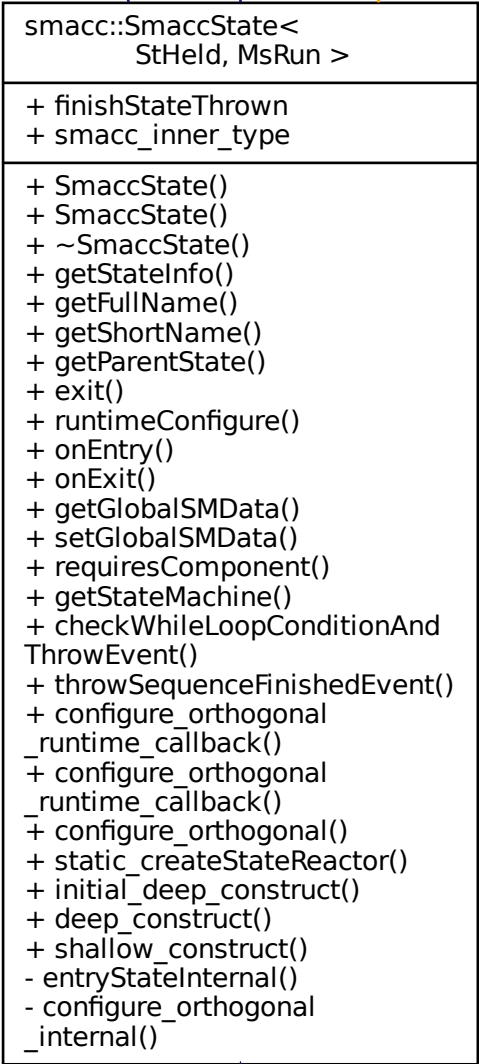 smacc::SmaccState<
StHeld, MsRun >
+ finishStateThrown
+ smacc_inner_type
+ SmaccState()
+ SmaccState()
+ ~SmaccState()
+ getStateInfo()
+ getFullName()
+ getShortName()
+ getParentState()
+ exit()
+ runtimeConfigure()
+ onEntry()
+ onExit()
+ getGlobalSMData()
+ setGlobalSMData()
+ requiresComponent()
+ getStateMachine()
+ checkWhileLoopConditionAnd
ThrowEvent()
+ throwSequenceFinishedEvent()
+ configure_orthogonal
_runtime_callback()
+ configure_orthogonal
_runtime_callback()
+ configure_orthogonal()
+ static_createStateReactor()
+ initial_deep_construct()
+ deep_construct()
+ shallow_construct()
- entryStateInternal()
- configure_orthogonal
_internal()